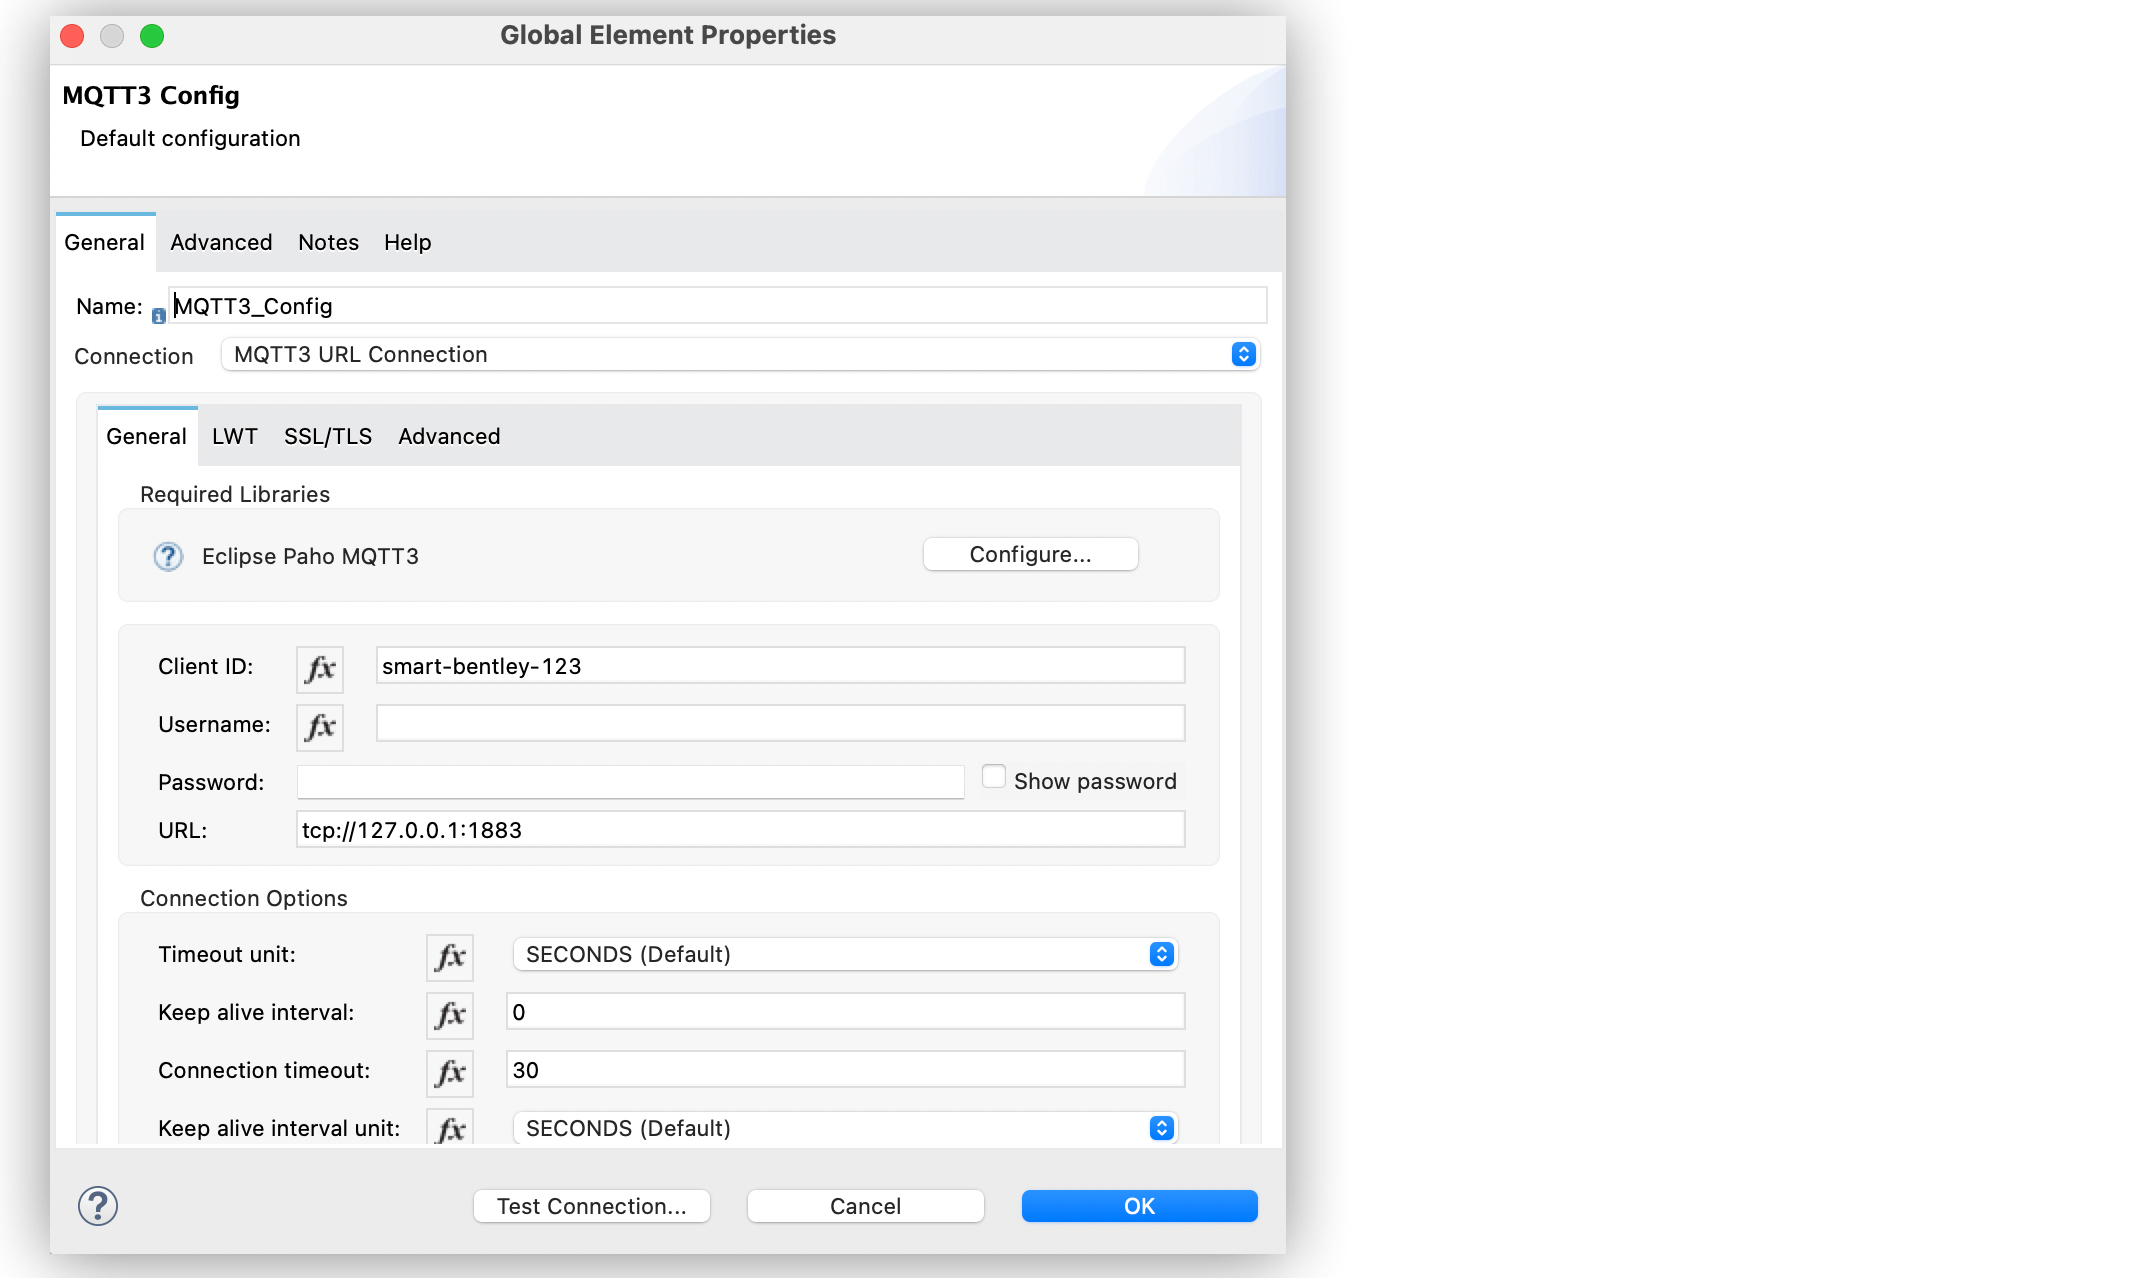 Global Element Properties
MQTT3 Config
Default configuration
General Advanced Notes Help
Name: MQTT3_Config
Connection MQTT3 URL Connection
General LWT SSL/TLS Advanced
Required Libraries
Eclipse Paho MQTT3 Configure...
Client ID: fx smart-bentley-123
Username: fx
Password: Show password
URL: tcp://127.0.0.1:1883
Connection Options
Timeout unit: fx SECONDS (Default)
Keep alive interval: fx 0
Connection timeout: fx 30
Keep alive interval unit: fx SECONDS (Default)
? Test Connection... Cancel OK